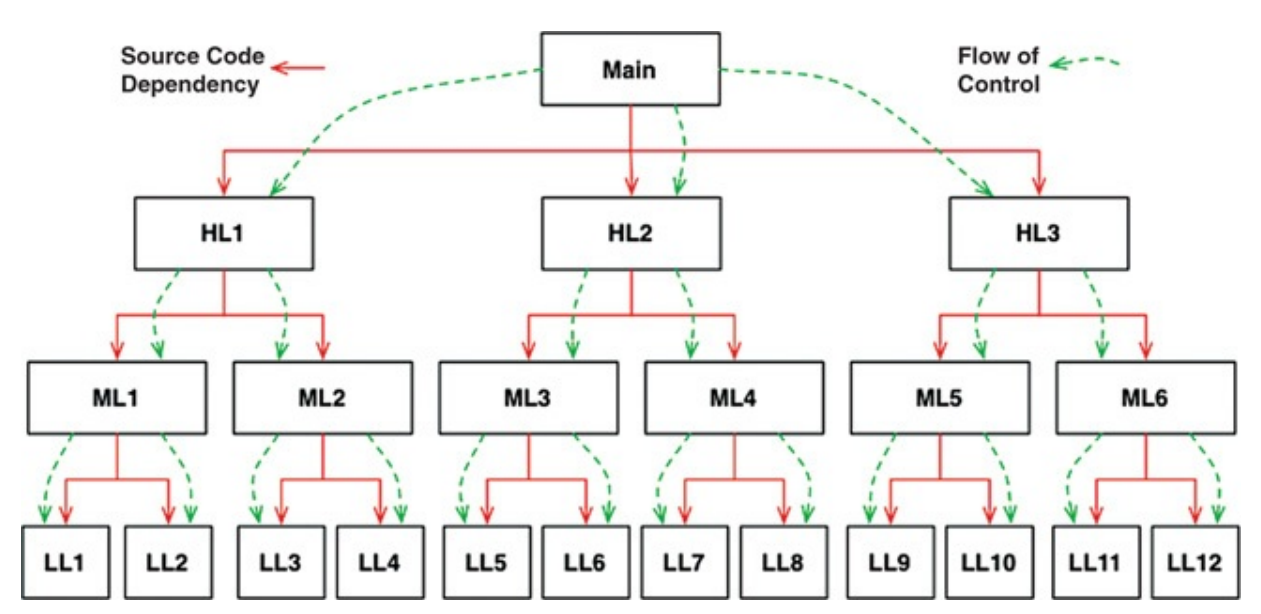 Source Code
Dependency
Main
Flow of
Control
HL1
HL2
HL3
ML1
ML2
ML3
ML4
ML5
ML6
LL1
LL2
LL3
LL4
LL5
LL6
LL7
LL8
LL9
LL10
LL11
LL12